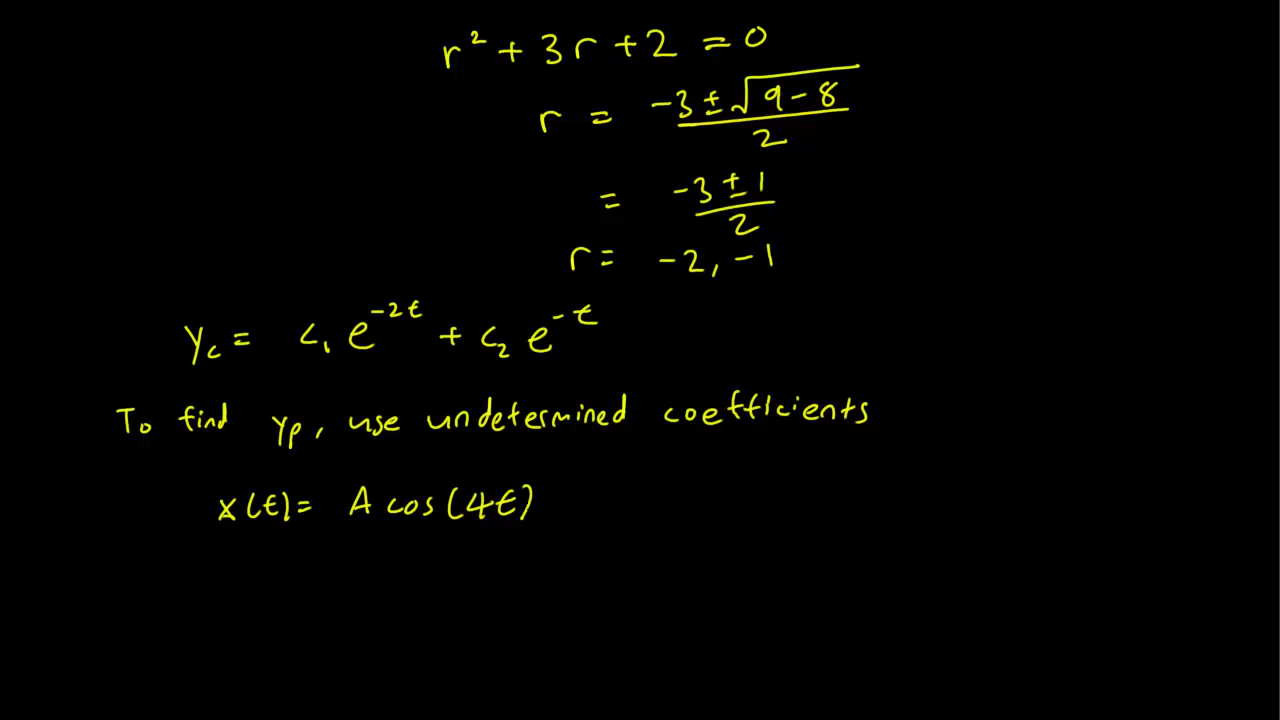 r² + 3r + 2 = 0
r = (-3 ± √(9 - 8)) / 2
= (-3 ± 1) / 2
r = -2, -1
y_c = c₁ e^(-2t) + c₂ e^(-t)
To find y_p, use undetermined coefficients
x(t) = A cos(4t)